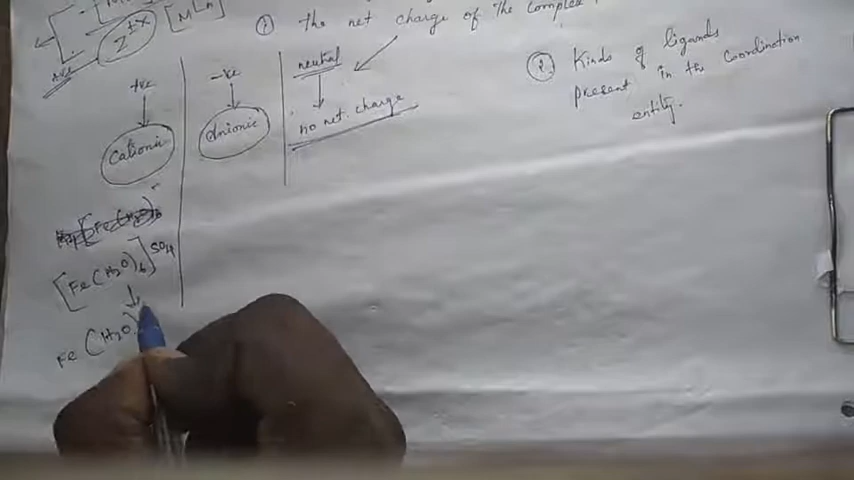 [MLn]
Z±x
① The net charge of The Complex
+ve
Cationic
-ve
Anionic
neutral
no net charge
② Kinds of ligands
present in the Coordination
entity.
[Fe(H2O)6]SO4
Fe(H2O)